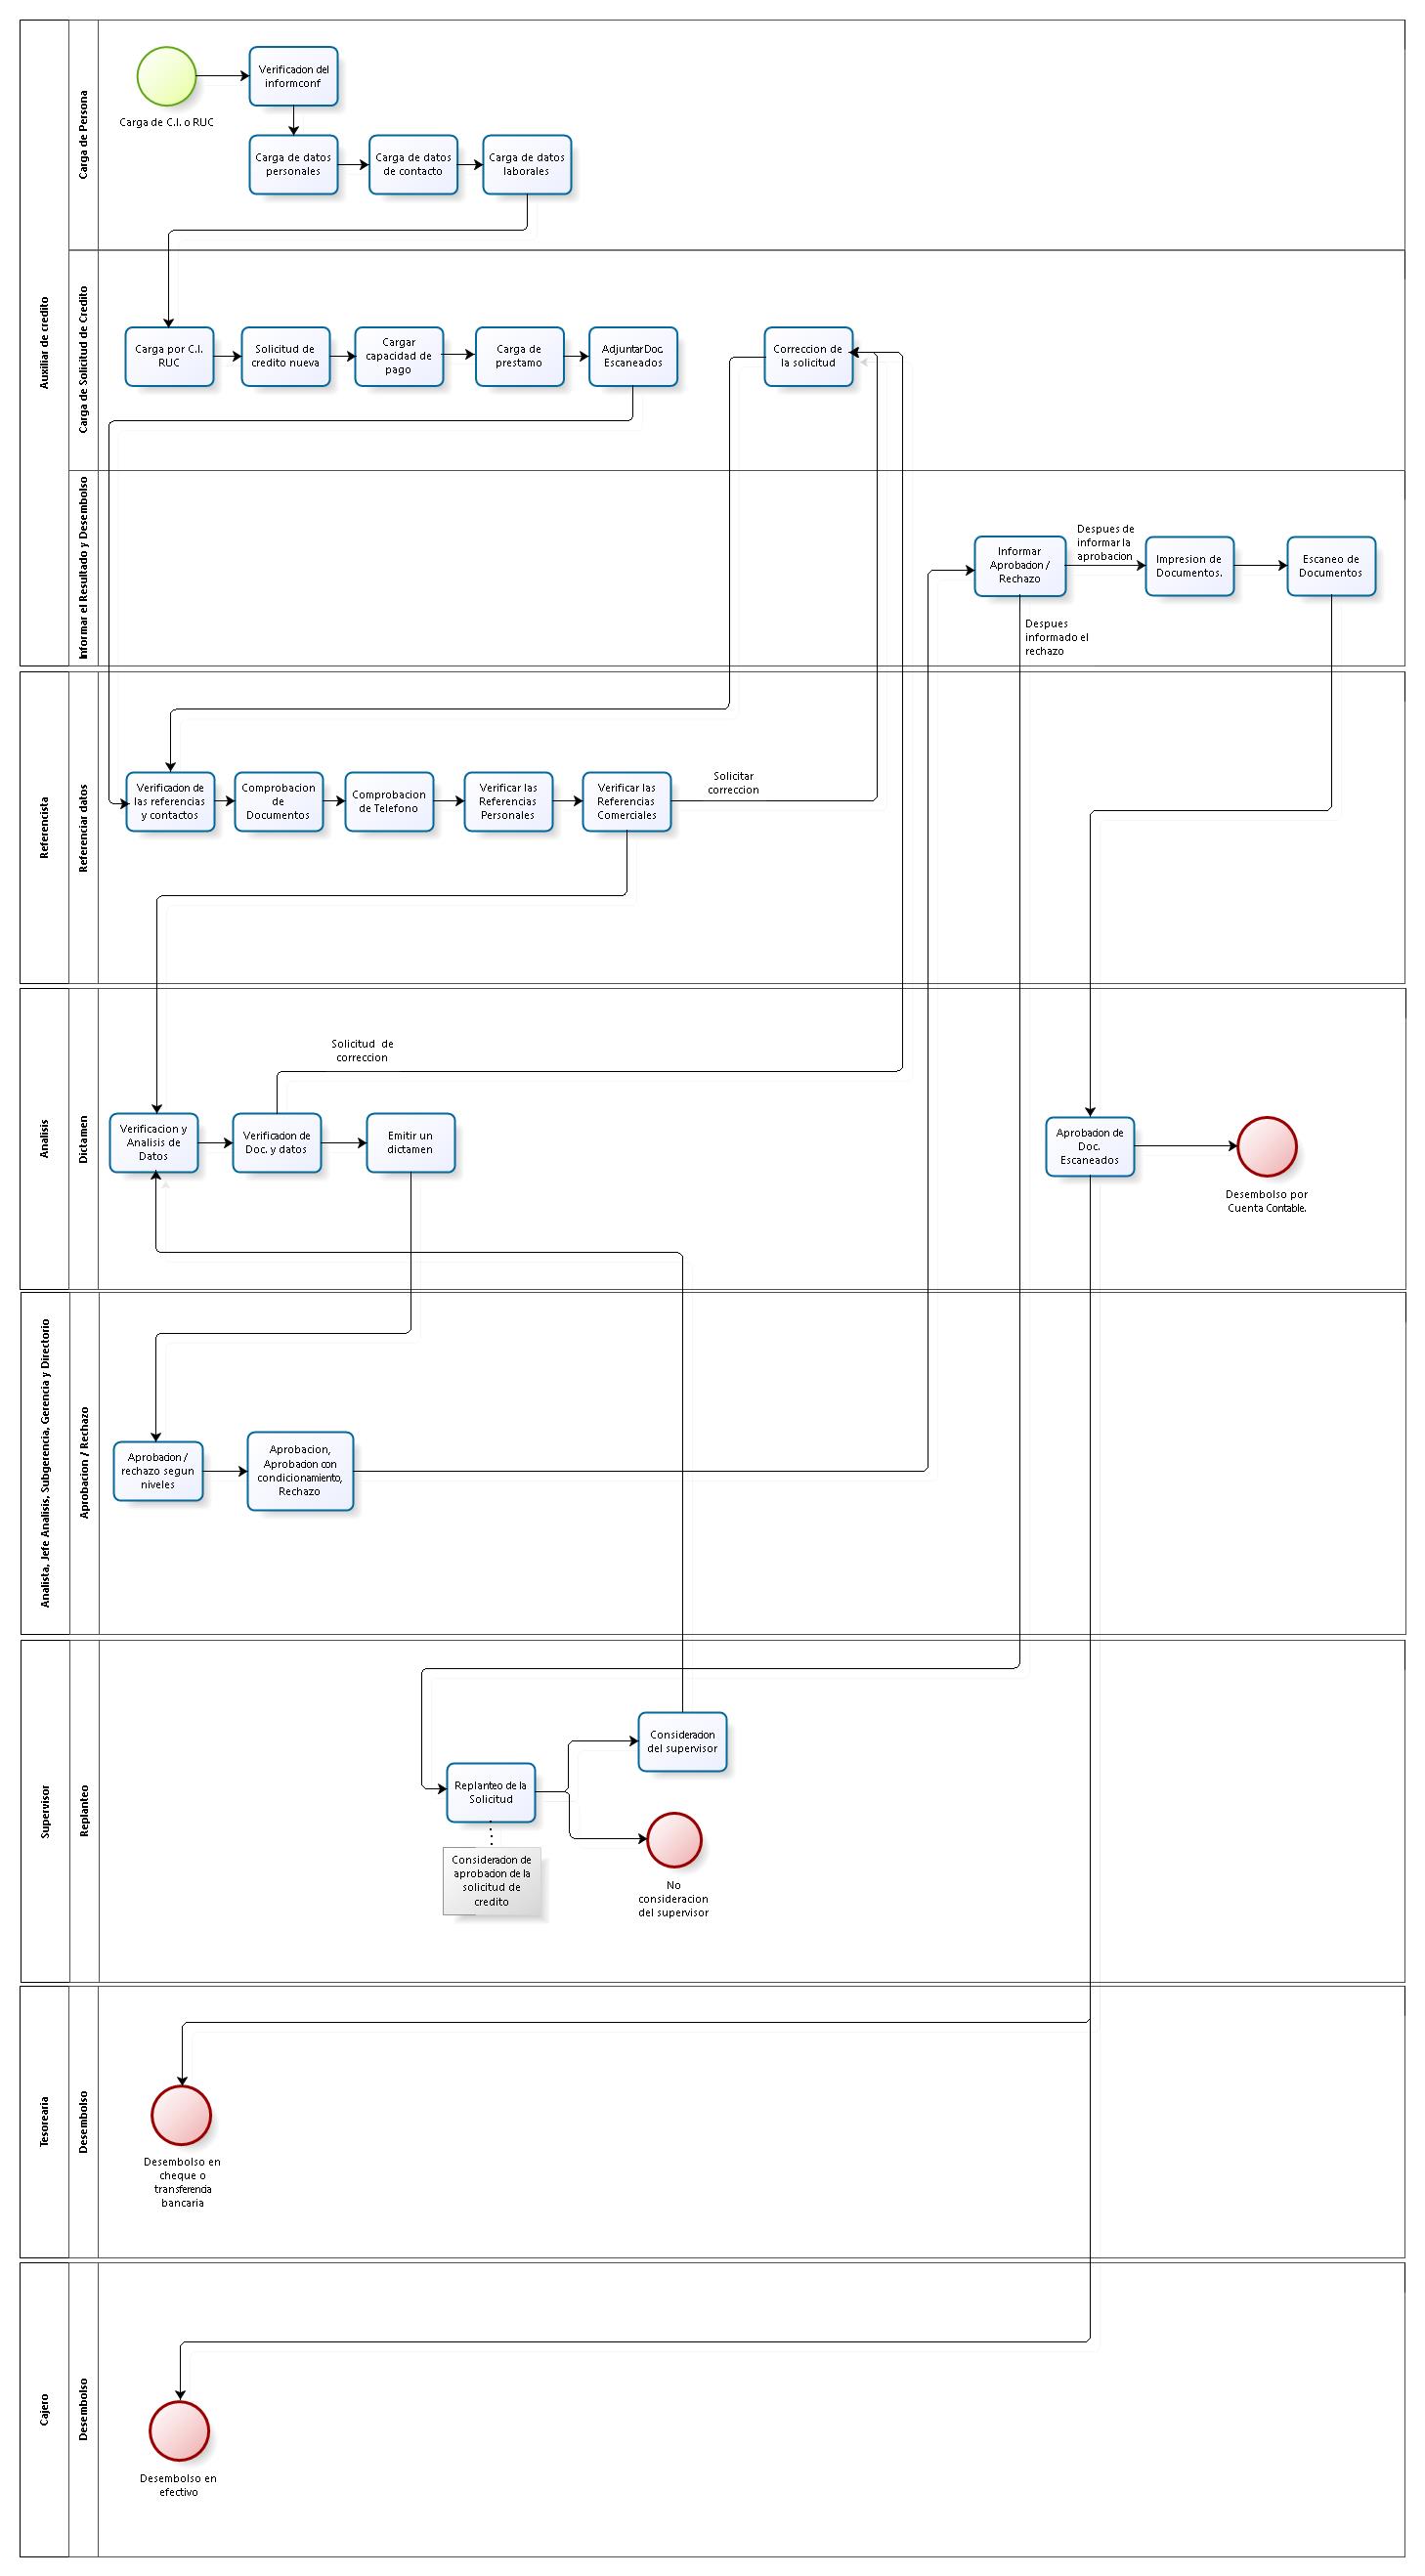 Auxiliar de credito
Carga de Persona
Carga de C.I. o RUC
Verificacion del
informconf
Carga de datos
personales
Carga de datos
de contacto
Carga de datos
laborales
Carga de Solicitud de Credito
Carga por C.I.
RUC
Solicitud de
credito nueva
Cargar
capacidad de
pago
Carga de
prestamo
Adjuntar Doc.
Escaneados
Correccion de
la solicitud
Informar el Resultado y Desembolso
Informar
Aprobacion /
Rechazo
Despues de
informar la
aprobacion
Impresion de
Documentos.
Escaneo de
Documentos
Despues
informado el
rechazo
Referencista
Referenciar datos
Verificacion de
las referencias
y contactos
Comprobacion
de
Documentos
Comprobacion
de Telefono
Verificar las
Referencias
Personales
Verificar las
Referencias
Comerciales
Solicitar
correccion
Analisis
Dictamen
Solicitud de
correccion
Verificacion y
Analisis de
Datos
Verificacion de
Doc. y datos
Emitir un
dictamen
Aprobacion de
Doc.
Escaneados
Desembolso por
Cuenta Contable.
Analista, Jefe Analisis, Subgerencia, Gerencia y Directorio
Aprobacion / Rechazo
Aprobacion /
rechazo segun
niveles
Aprobacion,
Aprobacion con
condicionamiento,
Rechazo
Supervisor
Replanteo
Consideracion
del supervisor
Replanteo de la
Solicitud
Consideracion de
aprobacion de la
solicitud de
credito
No
consideracion
del supervisor
Tesorearia
Desembolso
Desembolso en
cheque o
transferencia
bancaria
Cajero
Desembolso
Desembolso en
efectivo